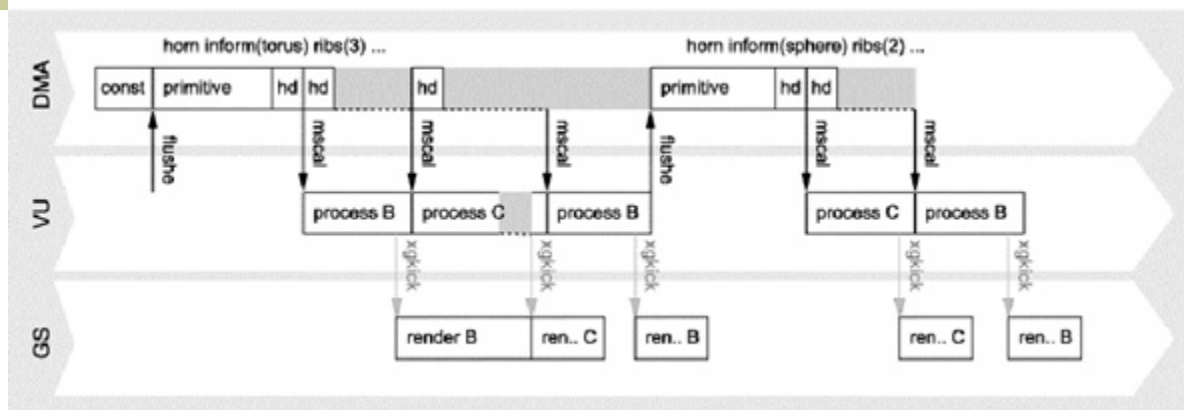 horn inform(torus) ribs(3) ... horn inform(sphere) ribs(2) ...
DMA const primitive hd hd hd primitive hd hd
flushe mscal mscal mscal flushe mscal mscal
VU process B process C process B process C process B
xgkick xgkick xgkick xgkick xgkick
GS render B ren.. C ren.. B ren.. C ren.. B